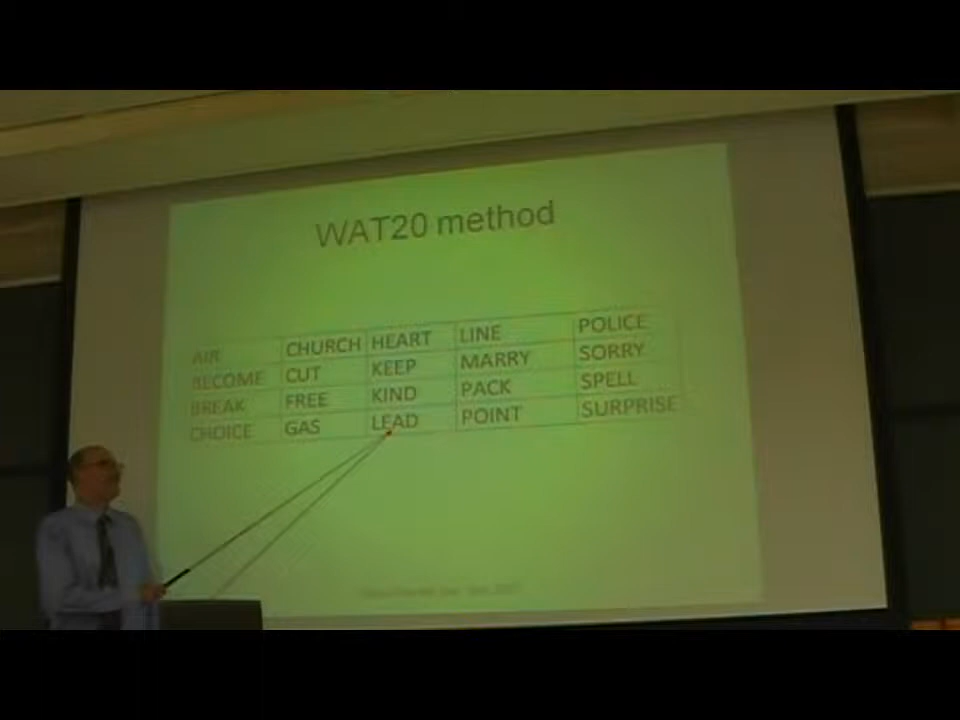 WAT20 method
AIR CHURCH HEART LINE POLICE
BECOME CUT KEEP MARRY SORRY
BREAK FREE KIND PACK SPELL
CHOICE GAS LEAD POINT SURPRISE